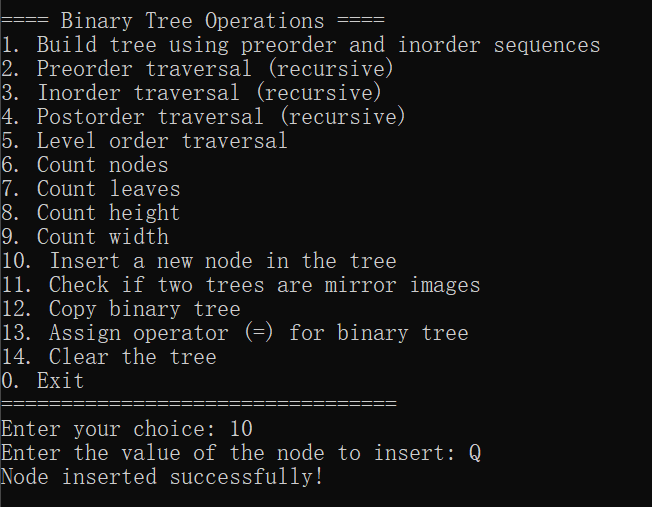 ==== Binary Tree Operations ====
1. Build tree using preorder and inorder sequences
2. Preorder traversal (recursive)
3. Inorder traversal (recursive)
4. Postorder traversal (recursive)
5. Level order traversal
6. Count nodes
7. Count leaves
8. Count height
9. Count width
10. Insert a new node in the tree
11. Check if two trees are mirror images
12. Copy binary tree
13. Assign operator (=) for binary tree
14. Clear the tree
0. Exit
=================================
Enter your choice: 10
Enter the value of the node to insert: Q
Node inserted successfully!